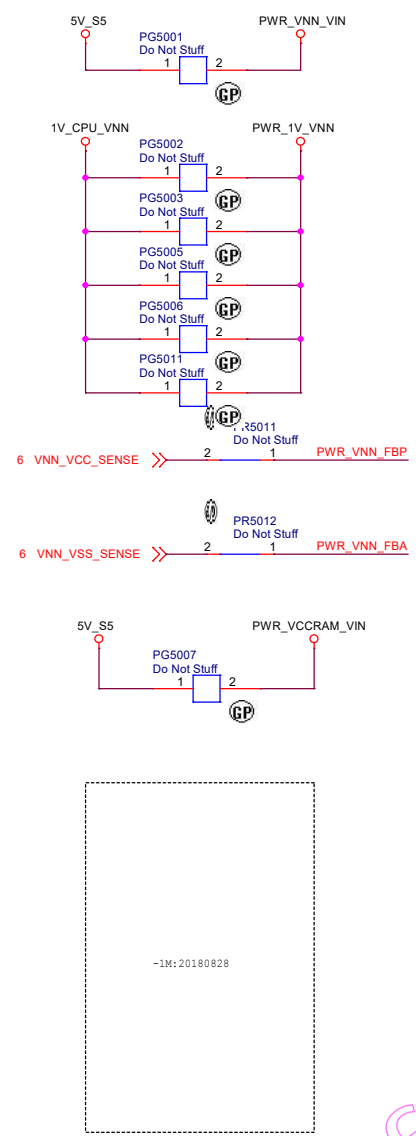 5V_S5 PWR_VNN_VIN
PG5001
Do Not Stuff
1 2
GP
1V_CPU_VNN PWR_1V_VNN
PG5002
Do Not Stuff
1 2
GP
PG5003
Do Not Stuff
1 2
GP
PG5005
Do Not Stuff
1 2
GP
PG5006
Do Not Stuff
1 2
GP
PG5011
Do Not Stuff
1 2
GP
R5011
Do Not Stuff
6 VNN_VCC_SENSE 2 1 PWR_VNN_FBP
PR5012
Do Not Stuff
6 VNN_VSS_SENSE 2 1 PWR_VNN_FBA
5V_S5 PWR_VCCRAM_VIN
PG5007
Do Not Stuff
1 2
GP
-1M:20180828